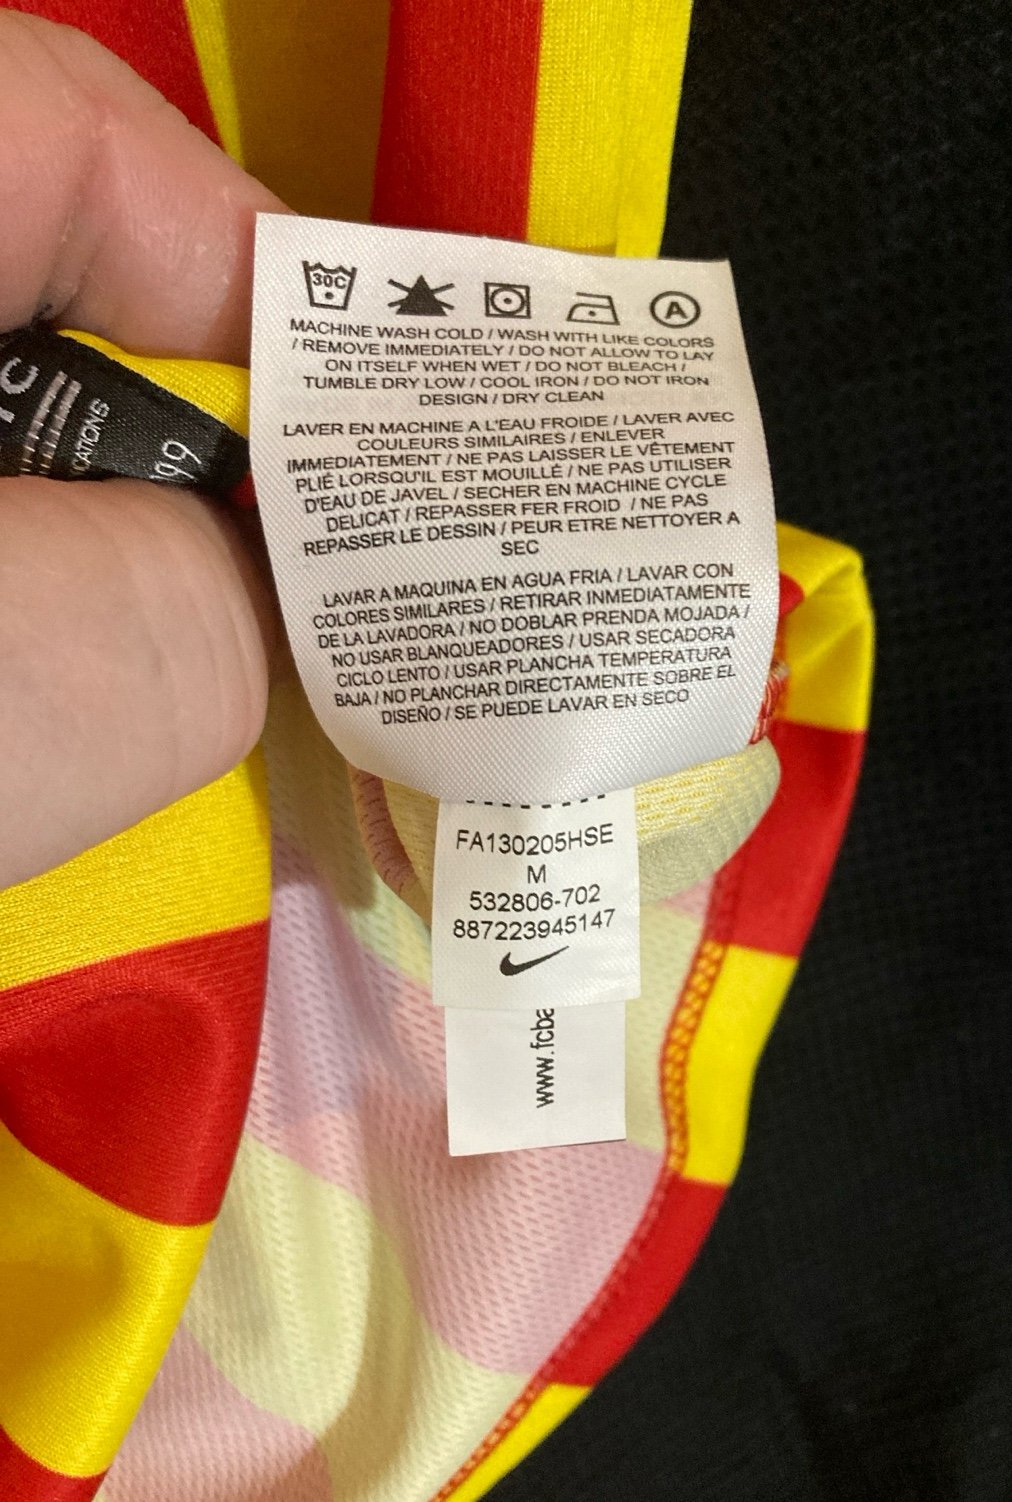 30C
A
MACHINE WASH COLD / WASH WITH LIKE COLORS
/ REMOVE IMMEDIATELY / DO NOT ALLOW TO LAY
ON ITSELF WHEN WET / DO NOT BLEACH /
TUMBLE DRY LOW / COOL IRON / DO NOT IRON
DESIGN / DRY CLEAN
LAVER EN MACHINE A L'EAU FROIDE / LAVER AVEC
COULEURS SIMILAIRES / ENLEVER
IMMEDIATEMENT / NE PAS LAISSER LE VÊTEMENT
PLIÉ LORSQU'IL EST MOUILLÉ / NE PAS UTILISER
D'EAU DE JAVEL / SECHER EN MACHINE CYCLE
DELICAT / REPASSER FER FROID / NE PAS
REPASSER LE DESSIN / PEUR ETRE NETTOYER A
SEC
LAVAR A MAQUINA EN AGUA FRIA / LAVAR CON
COLORES SIMILARES / RETIRAR INMEDIATAMENTE
DE LA LAVADORA / NO DOBLAR PRENDA MOJADA /
NO USAR BLANQUEADORES / USAR SECADORA
CICLO LENTO / USAR PLANCHA TEMPERATURA
BAJA / NO PLANCHAR DIRECTAMENTE SOBRE EL
DISEÑO / SE PUEDE LAVAR EN SECO
FA130205HSE
M
532806-702
887223945147
www.fcba
ICATIONS
99